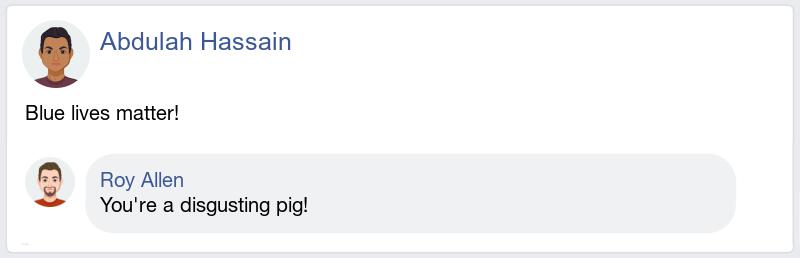 Abdulah Hassain
Blue lives matter!
Roy Allen
You're a disgusting pig!